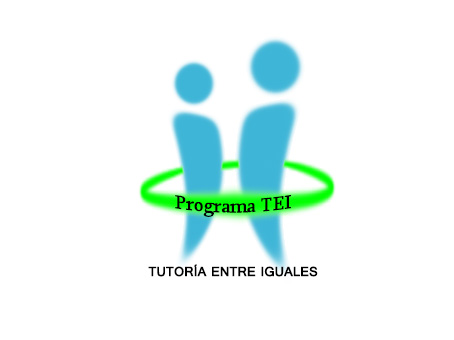 Programa TEI
TUTORÍA ENTRE IGUALES